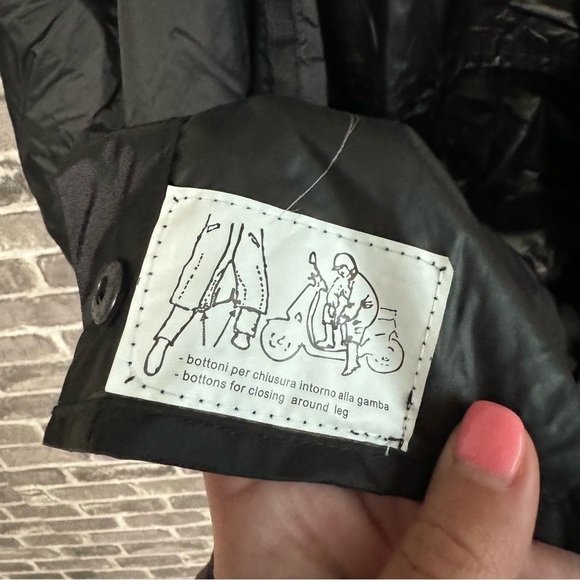 - bottoni per chiusura intorno alla gamba
- bottons for closing around leg